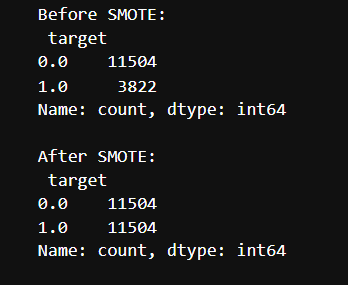 Before SMOTE:
target
0.0    11504
1.0     3822
Name: count, dtype: int64
After SMOTE:
target
0.0    11504
1.0    11504
Name: count, dtype: int64